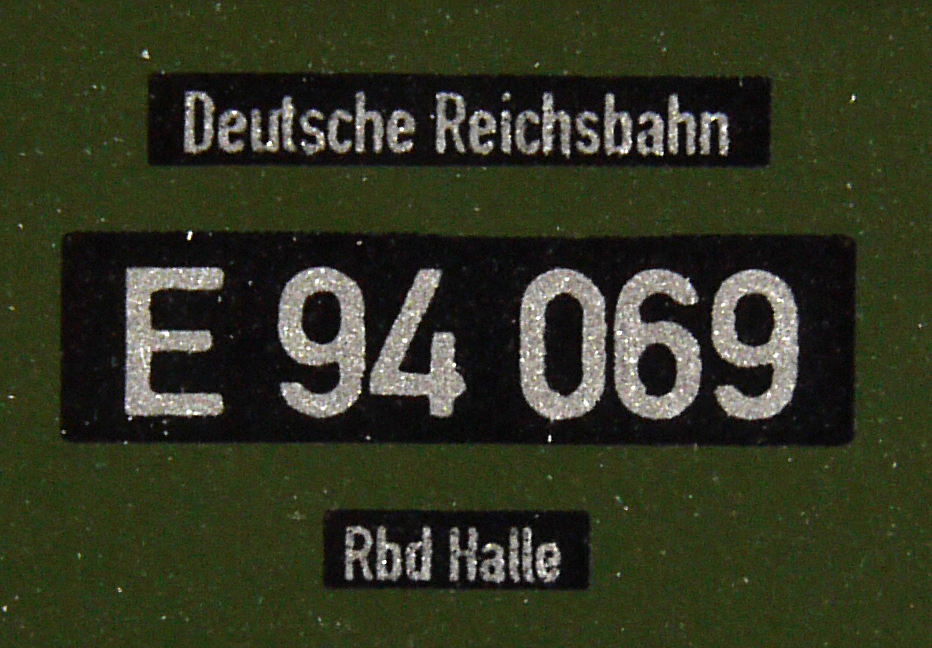 Deutsche Reichsbahn
E 94 069
Rbd Halle